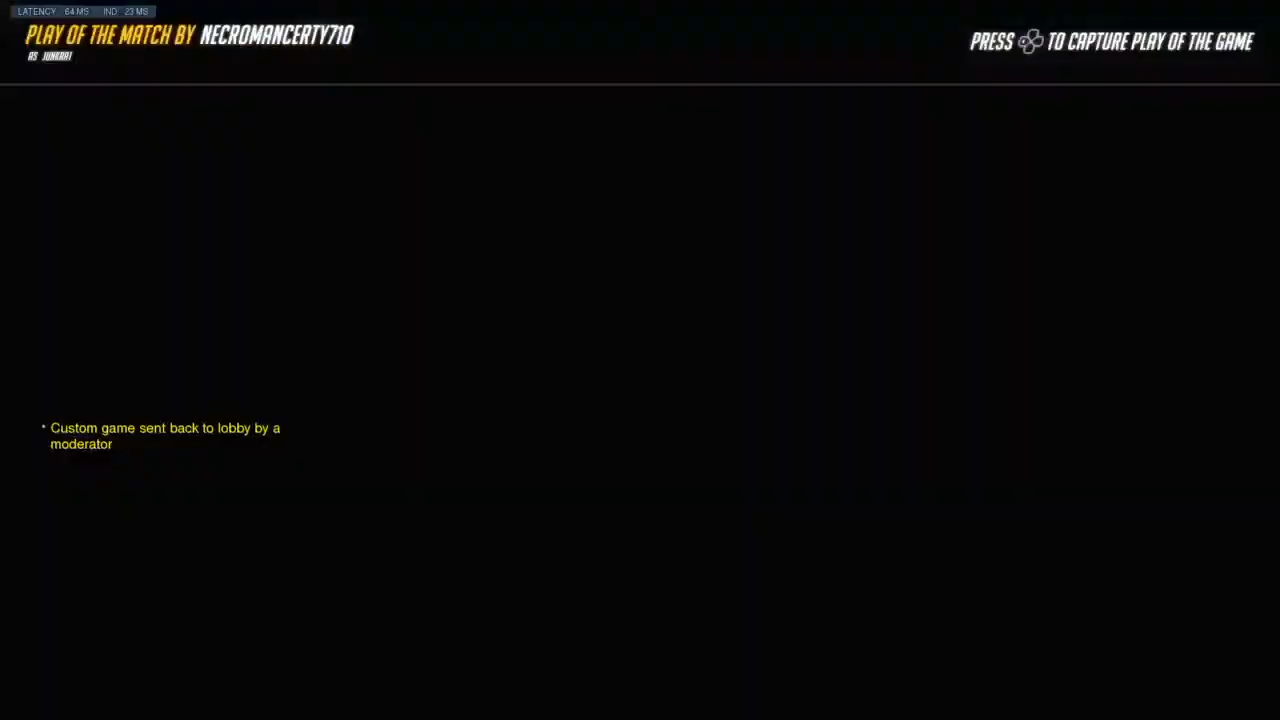 LATENCY: 64 MS IND: 23 MS
PLAY OF THE MATCH BY NECROMANCERTY710
AS JUNKRAT
PRESS TO CAPTURE PLAY OF THE GAME
Custom game sent back to lobby by a
moderator